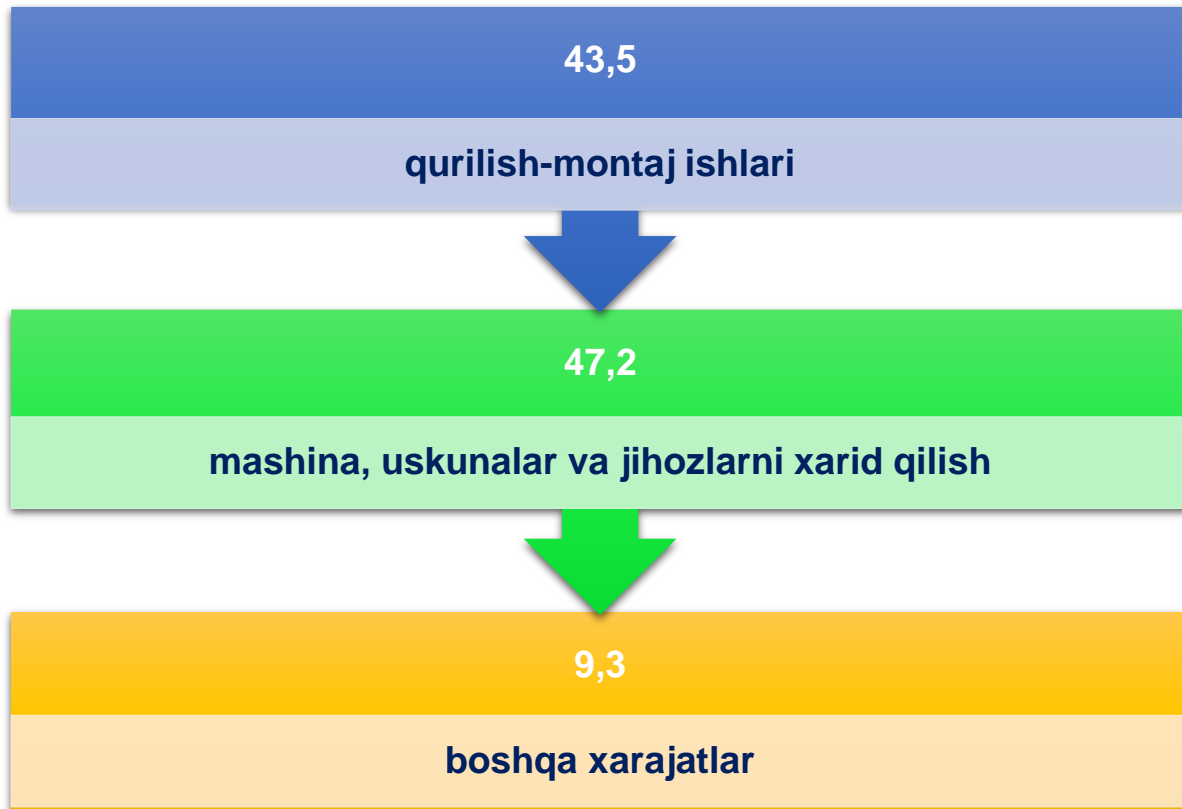 43,5
qurilish-montaj ishlari
47,2
mashina, uskunalar va jihozlarni xarid qilish
9,3
boshqa xarajatlar